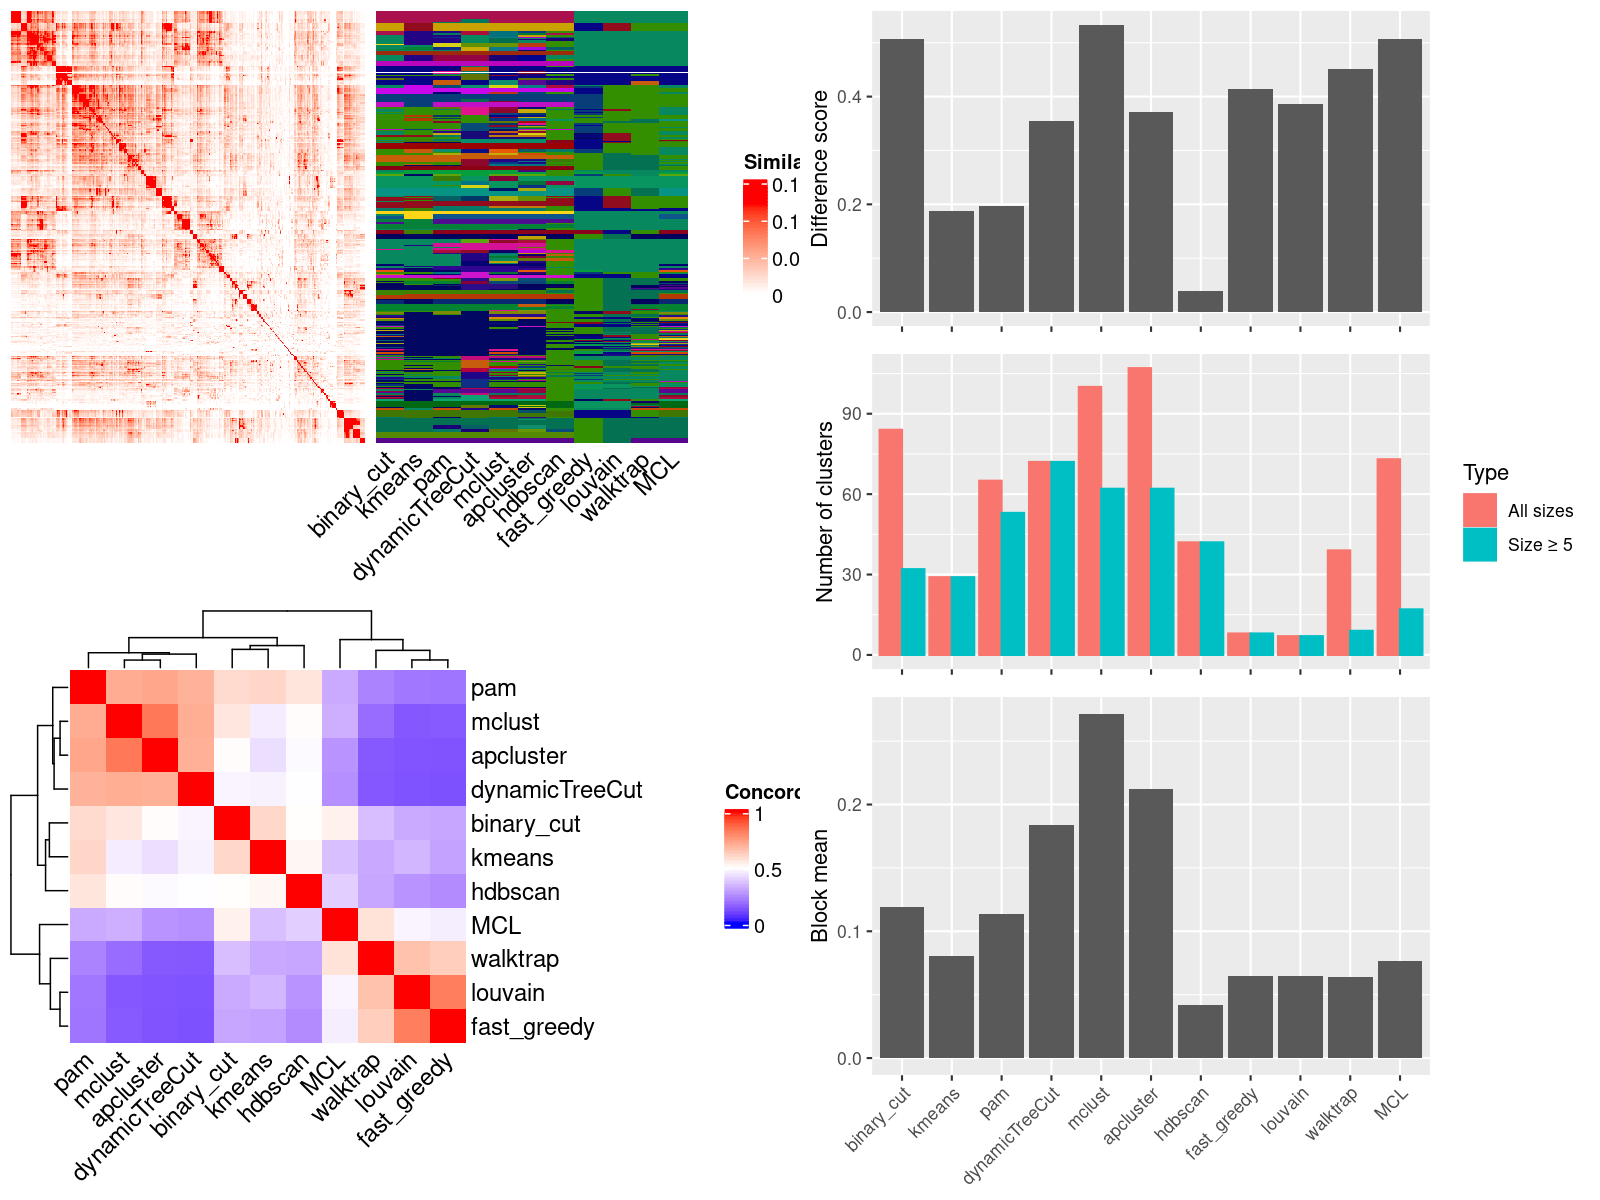 Simila
0.1
0.1
0.0
0
binary_cut
kmeans
pam
dynamicTreeCut
mclust
apcluster
hdbscan
fast_greedy
louvain
walktrap
MCL
pam
mclust
apcluster
dynamicTreeCut
binary_cut
kmeans
hdbscan
MCL
walktrap
louvain
fast_greedy
pam
mclust
apcluster
dynamicTreeCut
binary_cut
kmeans
hdbscan
MCL
walktrap
louvain
fast_greedy
Concord
1
0.5
0
Difference score
0.4
0.2
0.0
Number of clusters
90
60
30
0
Type
All sizes
Size ≥ 5
Block mean
0.2
0.1
0.0
binary_cut
kmeans
pam
dynamicTreeCut
mclust
apcluster
hdbscan
fast_greedy
louvain
walktrap
MCL